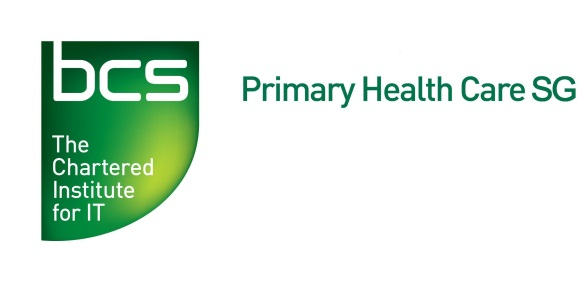 bcs
The
Chartered
Institute
for IT
Primary Health Care SG